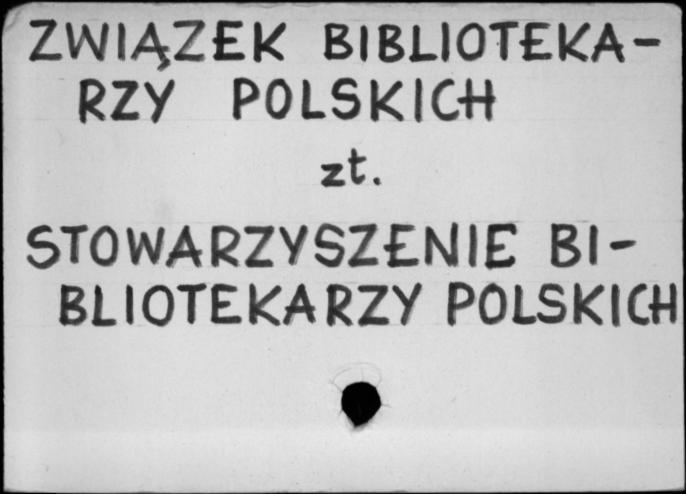 ZWIĄZEK BIBLIOTEKA-
RZY POLSKICH
zt.
STOWARZYSZENIE BI-
BLIOTEKARZY POLSKICH